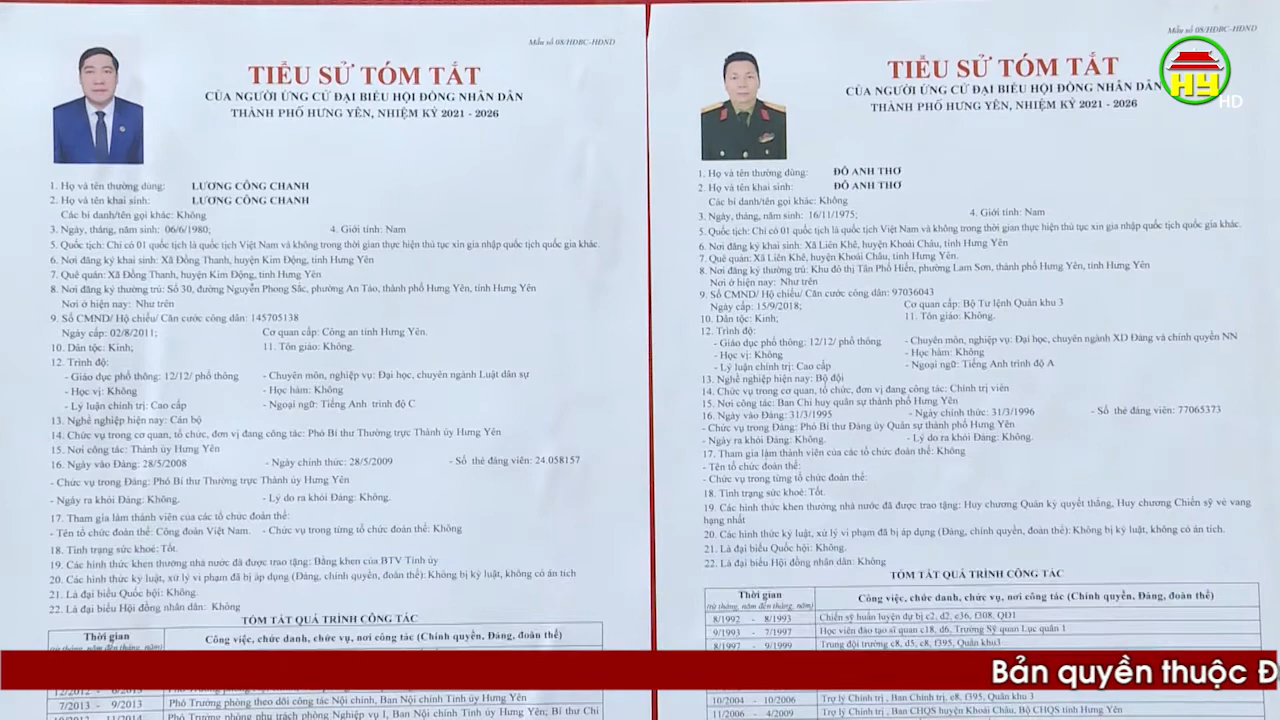 Mẫu số 08/HĐBC-HĐND
TIỂU SỬ TÓM TẮT
CỦA NGƯỜI ỨNG CỬ ĐẠI BIỂU HỘI ĐỒNG NHÂN DÂN
THÀNH PHỐ HƯNG YÊN, NHIỆM KỲ 2021 - 2026
1. Họ và tên thường dùng: LƯƠNG CÔNG CHANH
2. Họ và tên khai sinh: LƯƠNG CÔNG CHANH
Các bí danh/tên gọi khác: Không
3. Ngày, tháng, năm sinh: 06/6/1980; 4. Giới tính: Nam
5. Quốc tịch: Chỉ có 01 quốc tịch là quốc tịch Việt Nam và không trong thời gian thực hiện thủ tục xin gia nhập quốc tịch quốc gia khác.
6. Nơi đăng ký khai sinh: Xã Đồng Thanh, huyện Kim Động, tỉnh Hưng Yên
7. Quê quán: Xã Đồng Thanh, huyện Kim Động, tỉnh Hưng Yên
8. Nơi đăng ký thường trú: Số 30, đường Nguyễn Phong Sắc, phường An Tảo, thành phố Hưng Yên, tỉnh Hưng Yên
Nơi ở hiện nay: Như trên
9. Số CMND/ Hộ chiếu/ Căn cước công dân: 145705138
Ngày cấp: 02/8/2011; Cơ quan cấp: Công an tỉnh Hưng Yên.
10. Dân tộc: Kinh; 11. Tôn giáo: Không.
12. Trình độ:
- Giáo dục phổ thông: 12/12/ phổ thông - Chuyên môn, nghiệp vụ: Đại học, chuyên ngành Luật dân sự
- Học vị: Không - Học hàm: Không
- Lý luận chính trị: Cao cấp - Ngoại ngữ: Tiếng Anh trình độ C
13. Nghề nghiệp hiện nay: Cán bộ
14. Chức vụ trong cơ quan, tổ chức, đơn vị đang công tác: Phó Bí thư Thường trực Thành ủy Hưng Yên
15. Nơi công tác: Thành ủy Hưng Yên
16. Ngày vào Đảng: 28/5/2008 - Ngày chính thức: 28/5/2009 - Số thẻ đảng viên: 24.058157
- Chức vụ trong Đảng: Phó Bí thư Thường trực Thành ủy Hưng Yên
- Ngày ra khỏi Đảng: Không. - Lý do ra khỏi Đảng: Không.
17. Tham gia làm thành viên của các tổ chức đoàn thể:
- Tên tổ chức đoàn thể: Công đoàn Việt Nam. - Chức vụ trong từng tổ chức đoàn thể: Không
18. Tình trạng sức khoẻ: Tốt.
19. Các hình thức khen thưởng nhà nước đã được trao tặng: Bằng khen của BTV Tỉnh ủy
20. Các hình thức kỷ luật, xử lý vi phạm đã bị áp dụng (Đảng, chính quyền, đoàn thể): Không bị kỷ luật, không có án tích
21. Là đại biểu Quốc hội: Không.
22. Là đại biểu Hội đồng nhân dân: Không
TÓM TẮT QUÁ TRÌNH CÔNG TÁC
Thời gian Công việc, chức danh, chức vụ, nơi công tác (Chính quyền, Đảng, đoàn thể)
7/2013 - 9/2013 Phó Trưởng phòng theo dõi công tác Nội chính, Ban Nội chính Tỉnh ủy Hưng Yên
Phó Trưởng phòng phụ trách phòng Nghiệp vụ I, Ban Nội chính Tỉnh ủy Hưng Yên; Bí thư Chi
Mẫu số 08/HĐBC-HĐND
HY HD
TIỂU SỬ TÓM TẮT
CỦA NGƯỜI ỨNG CỬ ĐẠI BIỂU HỘI ĐỒNG NHÂN DÂN
THÀNH PHỐ HƯNG YÊN, NHIỆM KỲ 2021 - 2026
1. Họ và tên thường dùng: ĐỖ ANH THƠ
2. Họ và tên khai sinh: ĐỖ ANH THƠ
Các bí danh/tên gọi khác: Không
3. Ngày, tháng, năm sinh: 16/11/1975; 4. Giới tính: Nam
5. Quốc tịch: Chỉ có 01 quốc tịch là quốc tịch Việt Nam và không trong thời gian thực hiện thủ tục xin gia nhập quốc tịch quốc gia khác.
6. Nơi đăng ký khai sinh: Xã Liên Khê, huyện Khoái Châu, tỉnh Hưng Yên
7. Quê quán: Xã Liên Khê, huyện Khoái Châu, tỉnh Hưng Yên.
8. Nơi đăng ký thường trú: Khu đô thị Tân Phố Hiến, phường Lam Sơn, thành phố Hưng Yên, tỉnh Hưng Yên
Nơi ở hiện nay: Như trên
9. Số CMND/ Hộ chiếu/ Căn cước công dân: 97036043
Ngày cấp: 15/9/2018; Cơ quan cấp: Bộ Tư lệnh Quân khu 3
10. Dân tộc: Kinh; 11. Tôn giáo: Không.
12. Trình độ:
- Giáo dục phổ thông: 12/12/ phổ thông - Chuyên môn, nghiệp vụ: Đại học, chuyên ngành XD Đảng và chính quyền NN
- Học vị: Không - Học hàm: Không
- Lý luận chính trị: Cao cấp - Ngoại ngữ: Tiếng Anh trình độ A
13. Nghề nghiệp hiện nay: Bộ đội
14. Chức vụ trong cơ quan, tổ chức, đơn vị đang công tác: Chính trị viên
15. Nơi công tác: Ban Chỉ huy quân sự thành phố Hưng Yên
16. Ngày vào Đảng: 31/3/1995 - Ngày chính thức: 31/3/1996 - Số thẻ đảng viên: 77065373
- Chức vụ trong Đảng: Phó Bí thư Đảng ủy Quân sự thành phố Hưng Yên
- Ngày ra khỏi Đảng: Không. - Lý do ra khỏi Đảng: Không.
17. Tham gia làm thành viên của các tổ chức đoàn thể: Không
- Tên tổ chức đoàn thể:
- Chức vụ trong từng tổ chức đoàn thể:
18. Tình trạng sức khoẻ: Tốt.
19. Các hình thức khen thưởng nhà nước đã được trao tặng: Huy chương Quân kỳ quyết thắng, Huy chương Chiến sỹ vẻ vang
hạng nhất
20. Các hình thức kỷ luật, xử lý vi phạm đã bị áp dụng (Đảng, chính quyền, đoàn thể): Không bị kỷ luật, không có án tích.
21. Là đại biểu Quốc hội: Không.
22. Là đại biểu Hội đồng nhân dân: Không
TÓM TẮT QUÁ TRÌNH CÔNG TÁC
Thời gian Công việc, chức danh, chức vụ, nơi công tác (Chính quyền, Đảng, đoàn thể)
(từ tháng, năm đến tháng, năm)
8/1992 - 8/1993 Chiến sỹ huấn luyện dự bị c2, d2, e36, f308, QĐ1
9/1993 - 7/1997 Học viên đào tạo sĩ quan c18, d6, Trường Sỹ quan Lục quân 1
8/1997 - 9/1999 Trung đội trưởng c8, d5, e8, f395, Quân khu3
10/2004 - 10/2006 Trợ lý Chính trị , Ban Chính trị, e8, f395, Quân khu 3
11/2006 - 4/2009 Trợ lý Chính trị , Ban CHQS huyện Khoái Châu, Bộ CHQS tỉnh Hưng Yên
Bản quyền thuộc Đ